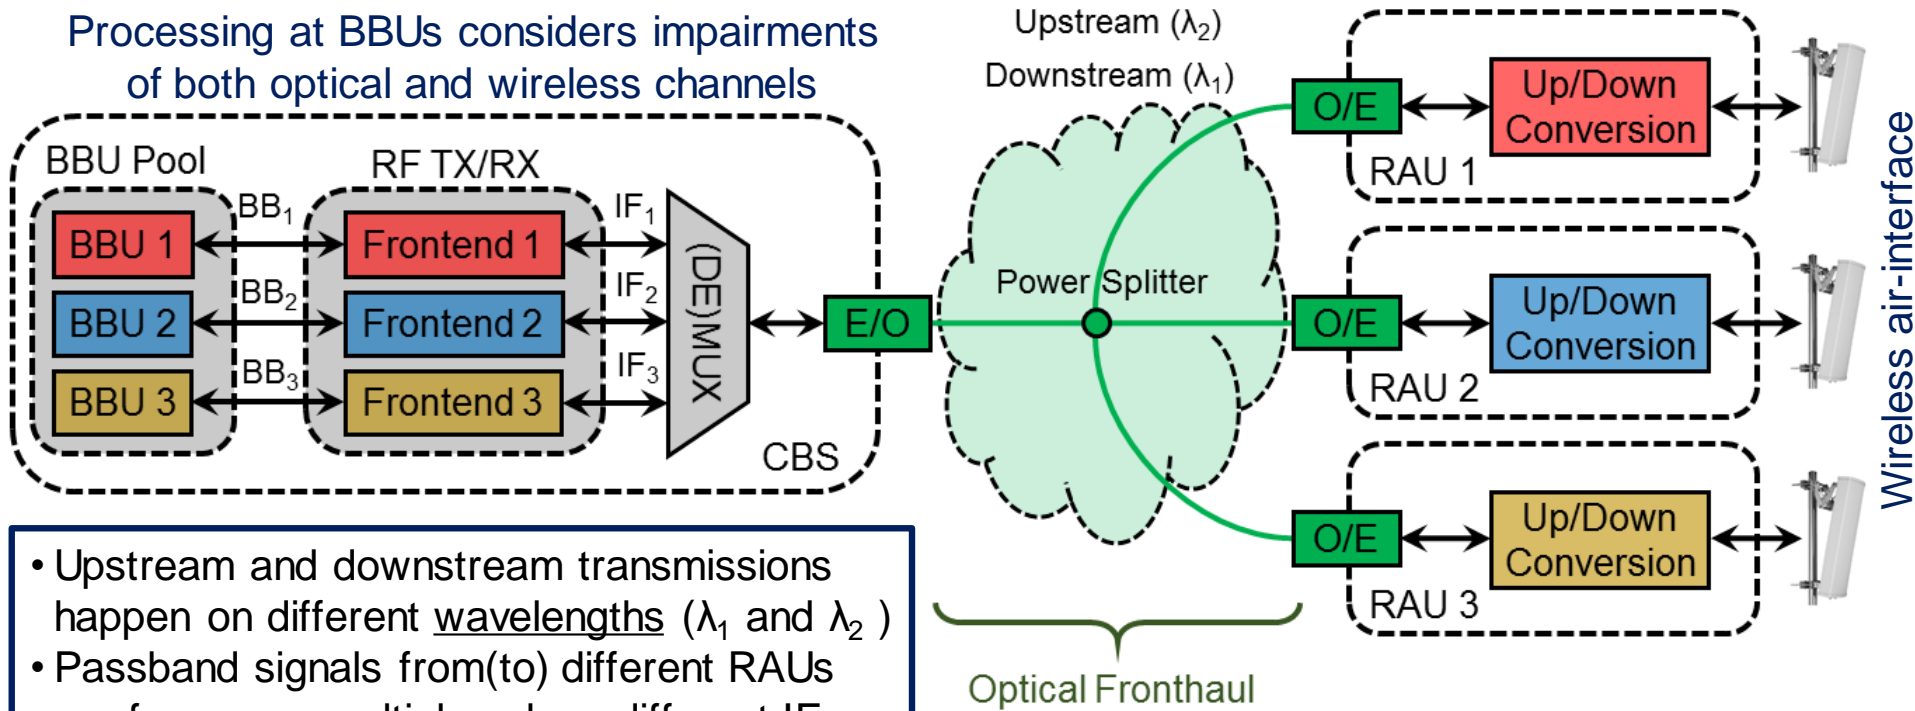 Processing at BBUs considers impairments
of both optical and wireless channels
BBU Pool
RF TX/RX
BBU 1
BB₁
Frontend 1
IF₁
BBU 2
BB₂
Frontend 2
IF₂
BBU 3
BB₃
Frontend 3
IF₃
(DE)MUX
CBS
E/O
Upstream (λ₂)
Downstream (λ₁)
Power Splitter
O/E
Up/Down
Conversion
RAU 1
O/E
Up/Down
Conversion
RAU 2
O/E
Up/Down
Conversion
RAU 3
Wireless air-interface
Optical Fronthaul
• Upstream and downstream transmissions
happen on different wavelengths (λ₁ and λ₂ )
• Passband signals from(to) different RAUs
different IF